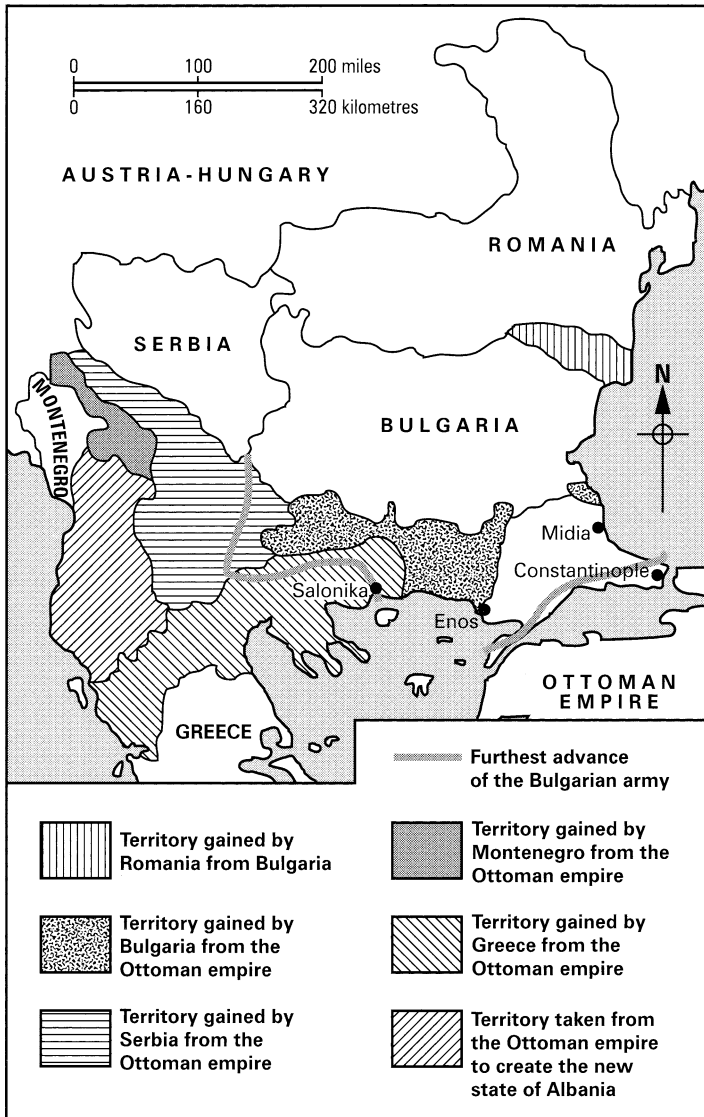 0 100 200 miles
0 160 320 kilometres
AUSTRIA-HUNGARY
ROMANIA
SERBIA
MONTENEGRO
BULGARIA
N
Midia
Constantinople
Salonika
Enos
OTTOMAN
EMPIRE
GREECE
Furthest advance
of the Bulgarian army
Territory gained by
Romania from Bulgaria
Territory gained by
Montenegro from the
Ottoman empire
Territory gained by
Bulgaria from the
Ottoman empire
Territory gained by
Greece from the
Ottoman empire
Territory gained by
Serbia from the
Ottoman empire
Territory taken from
the Ottoman empire
to create the new
state of Albania